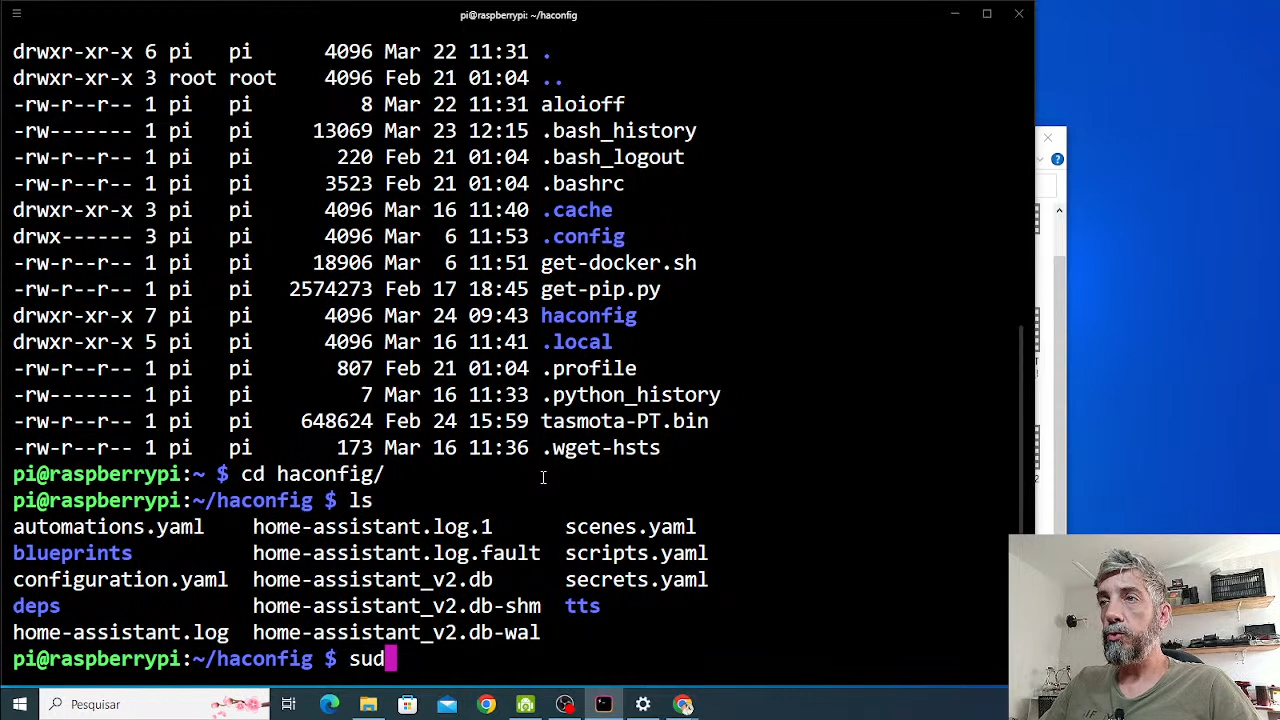 pi@raspberrypi: ~/haconfig
drwxr-xr-x 6 pi pi 4096 Mar 22 11:31 .
drwxr-xr-x 3 root root 4096 Feb 21 01:04 ..
-rw-r--r-- 1 pi pi 8 Mar 22 11:31 aloioff
-rw------- 1 pi pi 13069 Mar 23 12:15 .bash_history
-rw-r--r-- 1 pi pi 220 Feb 21 01:04 .bash_logout
-rw-r--r-- 1 pi pi 3523 Feb 21 01:04 .bashrc
drwxr-xr-x 3 pi pi 4096 Mar 16 11:40 .cache
drwx------ 3 pi pi 4096 Mar 6 11:53 .config
-rw-r--r-- 1 pi pi 18906 Mar 6 11:51 get-docker.sh
-rw-r--r-- 1 pi pi 2574273 Feb 17 18:45 get-pip.py
drwxr-xr-x 7 pi pi 4096 Mar 24 09:43 haconfig
drwxr-xr-x 5 pi pi 4096 Mar 16 11:41 .local
-rw-r--r-- 1 pi pi 807 Feb 21 01:04 .profile
-rw-r--r-- 1 pi pi 7 Mar 16 11:33 .python_history
-rw-r--r-- 1 pi pi 648624 Feb 24 15:59 tasmota-PT.bin
-rw-r--r-- 1 pi pi 173 Mar 16 11:36 .wget-hsts
pi@raspberrypi:~ $ cd haconfig/
pi@raspberrypi:~/haconfig $ ls
automations.yaml home-assistant.log.1 scenes.yaml
blueprints home-assistant.log.fault scripts.yaml
configuration.yaml home-assistant_v2.db secrets.yaml
deps home-assistant_v2.db-shm tts
home-assistant.log home-assistant_v2.db-wal
pi@raspberrypi:~/haconfig $ sud
Pesquisar